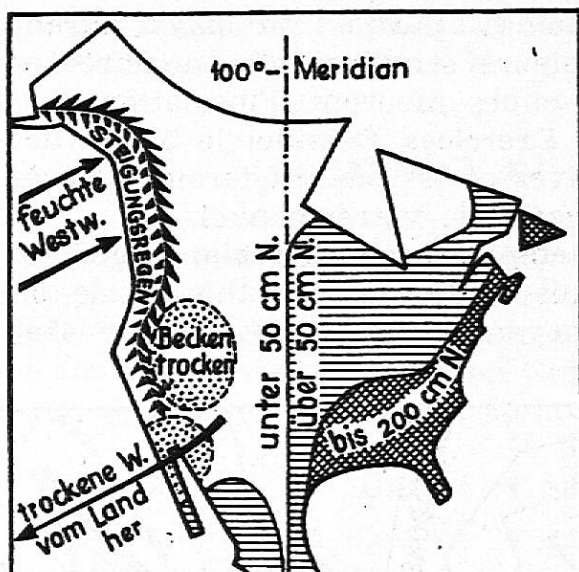 100°– Meridian
STEIGUNGSREGEN
feuchte
Westw.
Becken
trocken
unter 50 cm N.
über 50 cm N.
bis 200 cm N
trockene W.
vom Land
her